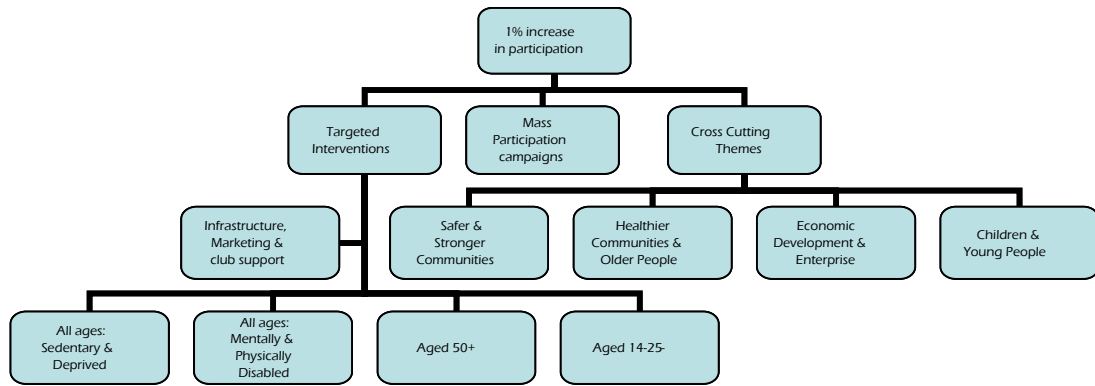 1% increase
in participation
Targeted
Interventions
Mass
Participation
campaigns
Cross Cutting
Themes
Infrastructure,
Marketing &
club support
Safer &
Stronger
Communities
Healthier
Communities &
Older People
Economic
Development &
Enterprise
Children &
Young People
All ages:
Sedentary &
Deprived
All ages:
Mentally &
Physically
Disabled
Aged 50+
Aged 14-25-